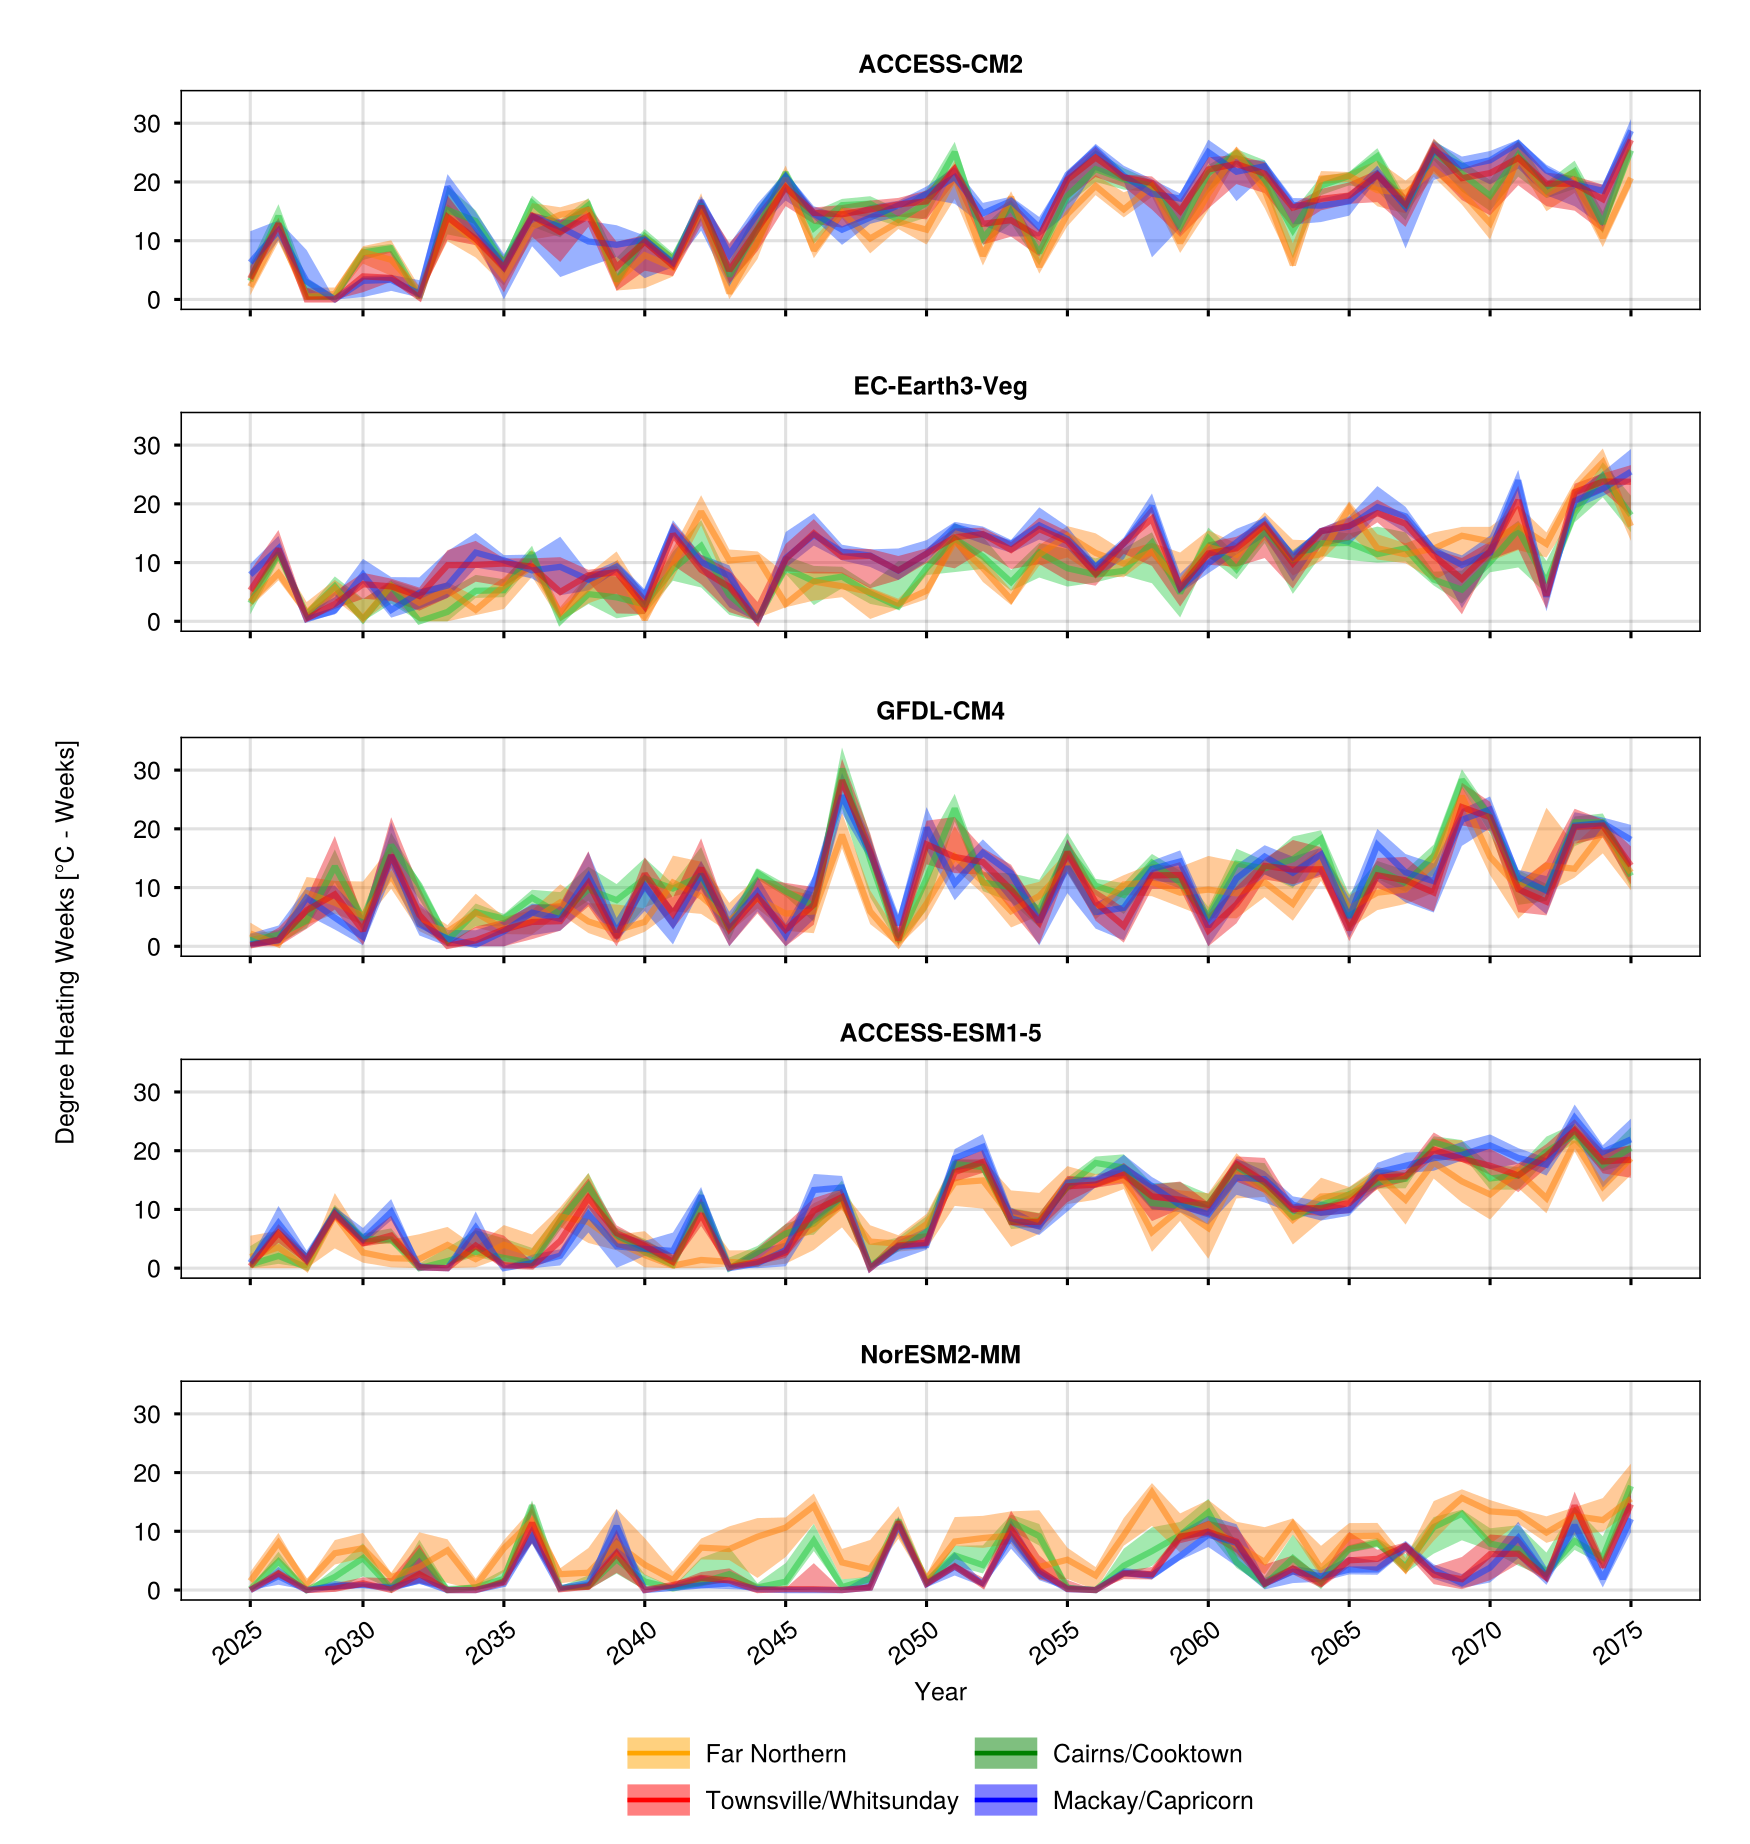 ACCESS-CM2
30
20
10
0
EC-Earth3-Veg
30
20
10
0
GFDL-CM4
30
20
10
0
ACCESS-ESM1-5
30
20
10
0
NorESM2-MM
30
20
10
0
Degree Heating Weeks [°C - Weeks]
2025 2030 2035 2040 2045 2050 2055 2060 2065 2070 2075
Year
Far Northern Cairns/Cooktown
Townsville/Whitsunday Mackay/Capricorn